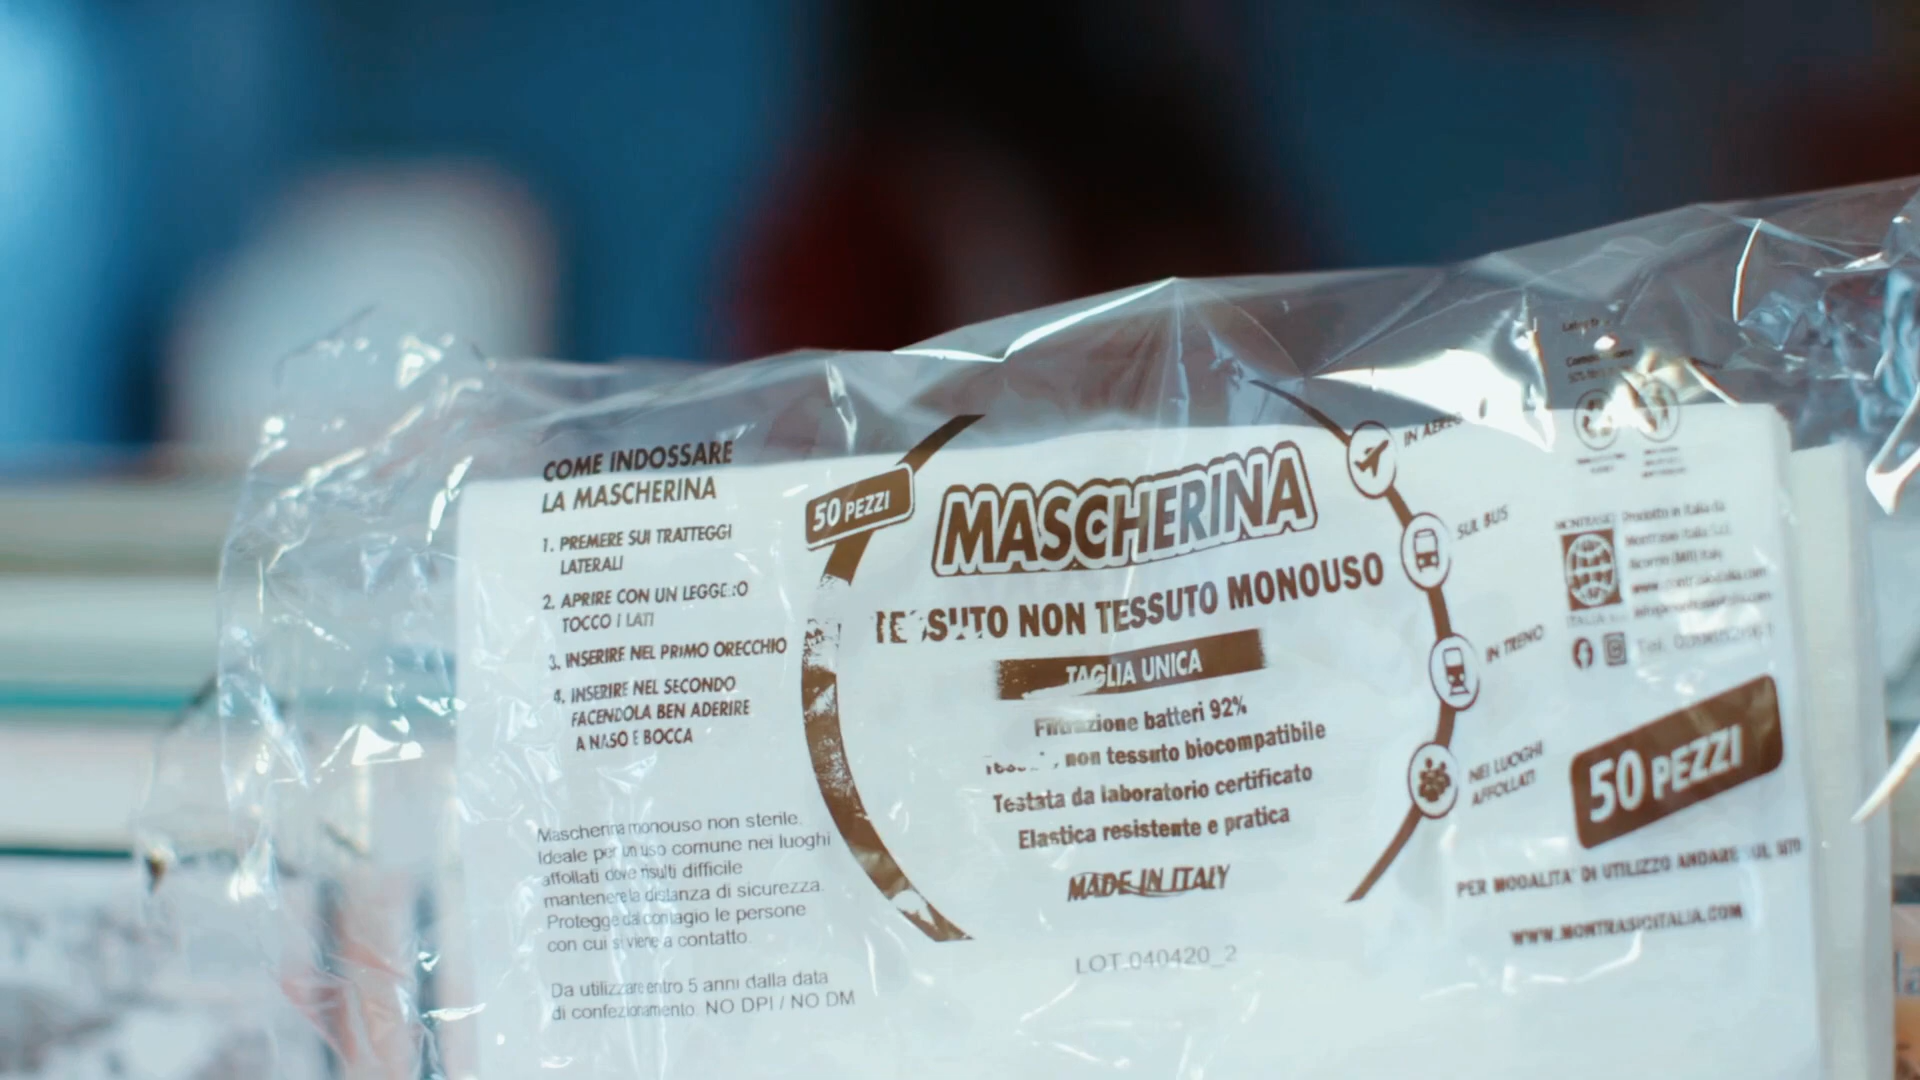 COME INDOSSARE
LA MASCHERINA
1. PREMERE SUI TRATTEGGI
LATERALI
2. APRIRE CON UN
TOCCO I LATI
3. INSERIRE NEL PRIMO ORECCHIO
4. INSERIRE NEL SECONDO
FACENDOLA BEN ADERIRE
A NASO E BOCCA
Mascherina monouso non sterile.
Ideale per un uso comune nei luoghi
affollati dove risulti difficile
mantenere la distanza di sicurezza.
Protegge dal contagio le persone
con cui si viene a contatto.
Da utilizzare entro 5 anni dalla data
di confezionamento. NO DPI / NO DM
50 PEZZI
MASCHERINA
TESSUTO NON TESSUTO MONOUSO
TAGLIA UNICA
Filtrazione batteri 92%
non tessuto biocompatibile
Testata da laboratorio certificato
Elastica resistente e pratica
MADE IN ITALY
LOT.040420_2
IN AEREO
SUL BUS
IN TRENO
NEI LUOGHI
AFFOLLATI
Prodotto in Italia da
50 PEZZI
PER MODALITA' DI UTILIZZO ANDARE SUL SITO
WWW.MONTRASIOITALIA.COM